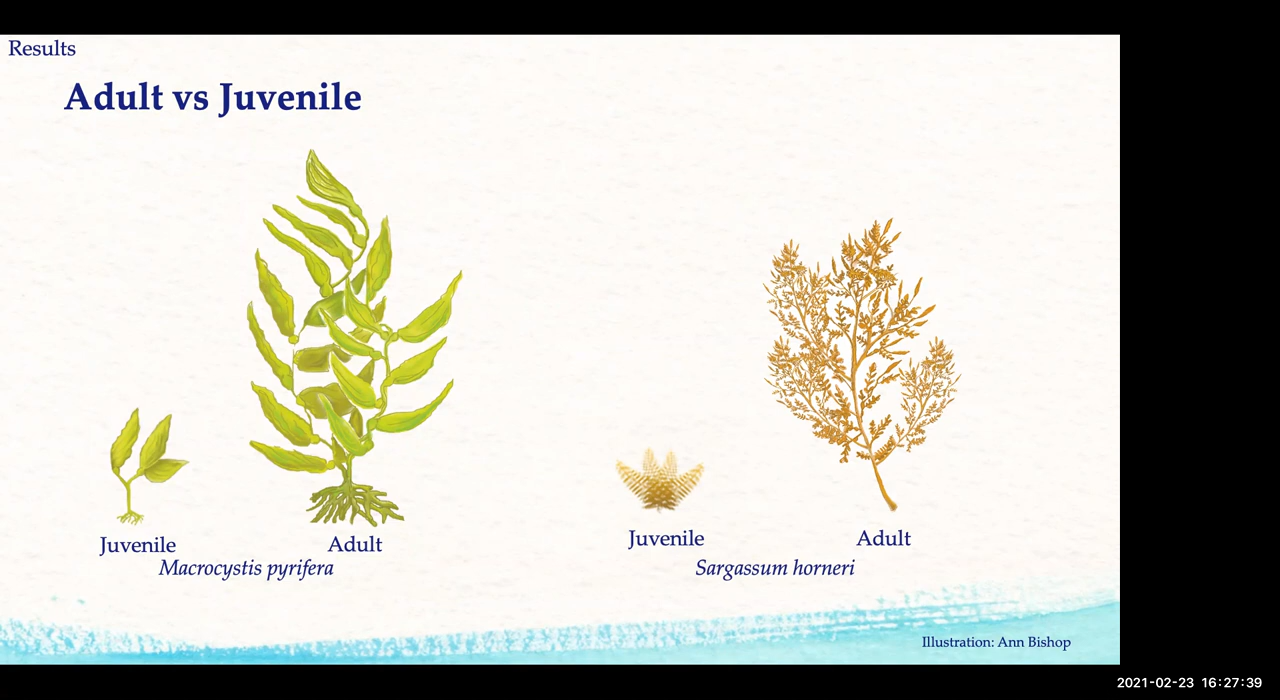 Results
Adult vs Juvenile
Juvenile
Adult
Macrocystis pyrifera
Juvenile
Adult
Sargassum horneri
Illustration: Ann Bishop
2021-02-23 16:27:39